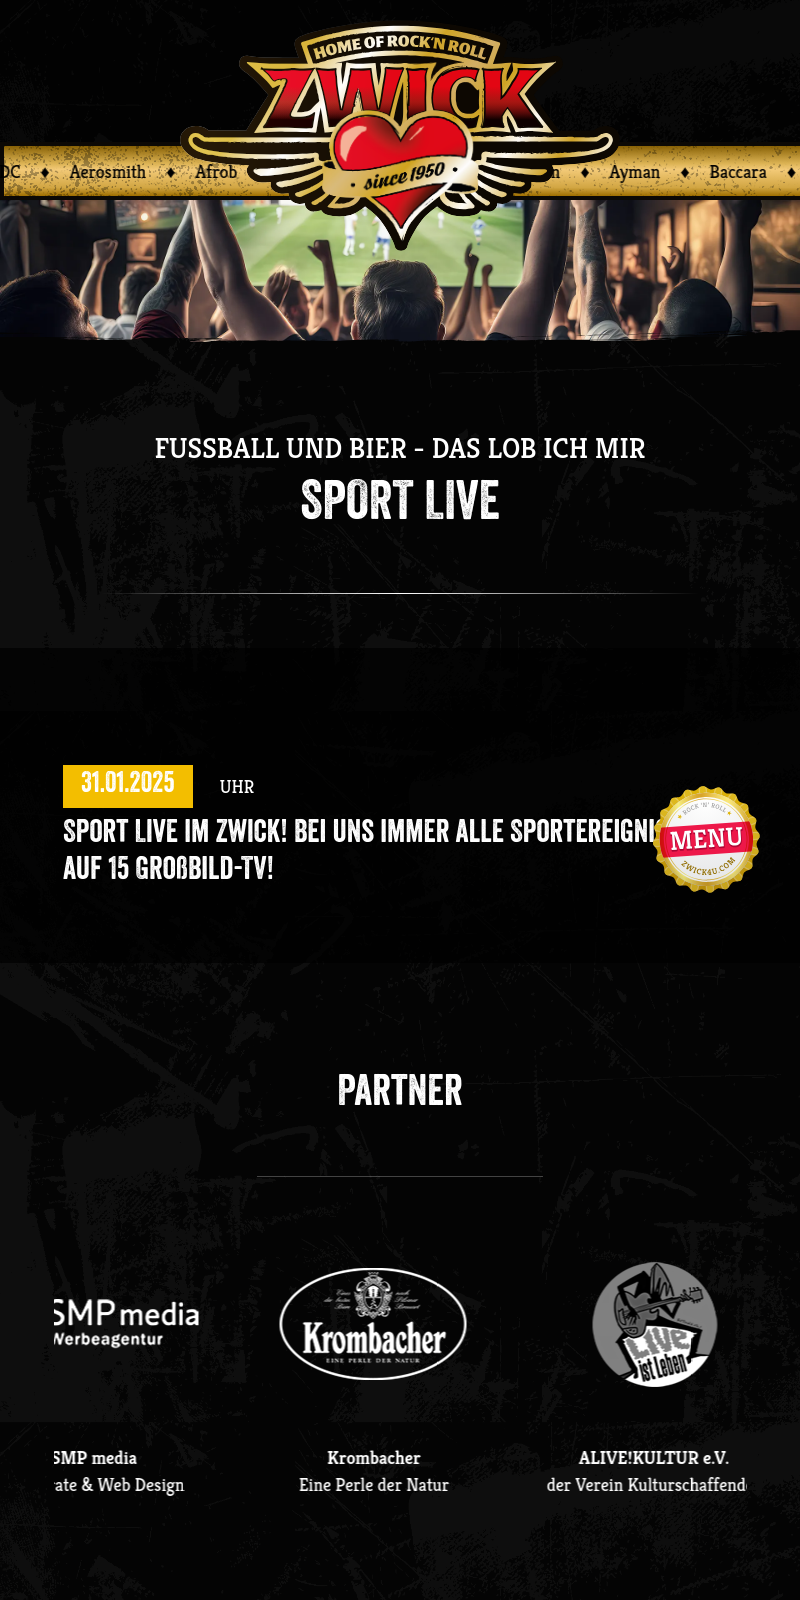 HOME OF ROCK'N ROLL
ZWICK
since 1950
Aerosmith ♦ Afrob
♦ Ayman ♦ Baccara ♦
FUSSBALL UND BIER - DAS LOB ICH MIR
SPORT LIVE
31.01.2025 UHR
SPORT LIVE IM ZWICK! BEI UNS IMMER ALLE SPORTEREIGNI
AUF 15 GROßBILD-TV!
ROCK 'N' ROLL
MENU
ZWICK4U.COM
PARTNER
SMP media
Werbeagentur
Krombacher
EINE PERLE DER NATUR
LIVE
ist Leben
SMP media
rate & Web Design
Krombacher
Eine Perle der Natur
ALIVE!KULTUR e.V.
der Verein Kulturschaffend